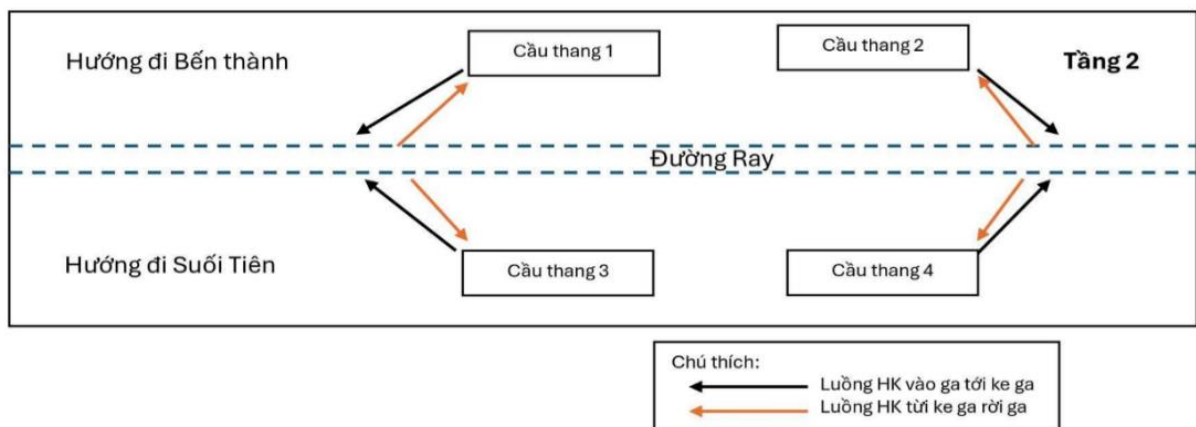 Hướng đi Bến thành
Cầu thang 1
Cầu thang 2
Tầng 2
Đường Ray
Hướng đi Suối Tiên
Cầu thang 3
Cầu thang 4
Chú thích:
Luồng HK vào ga tới ke ga
Luồng HK từi ke ga rời ga